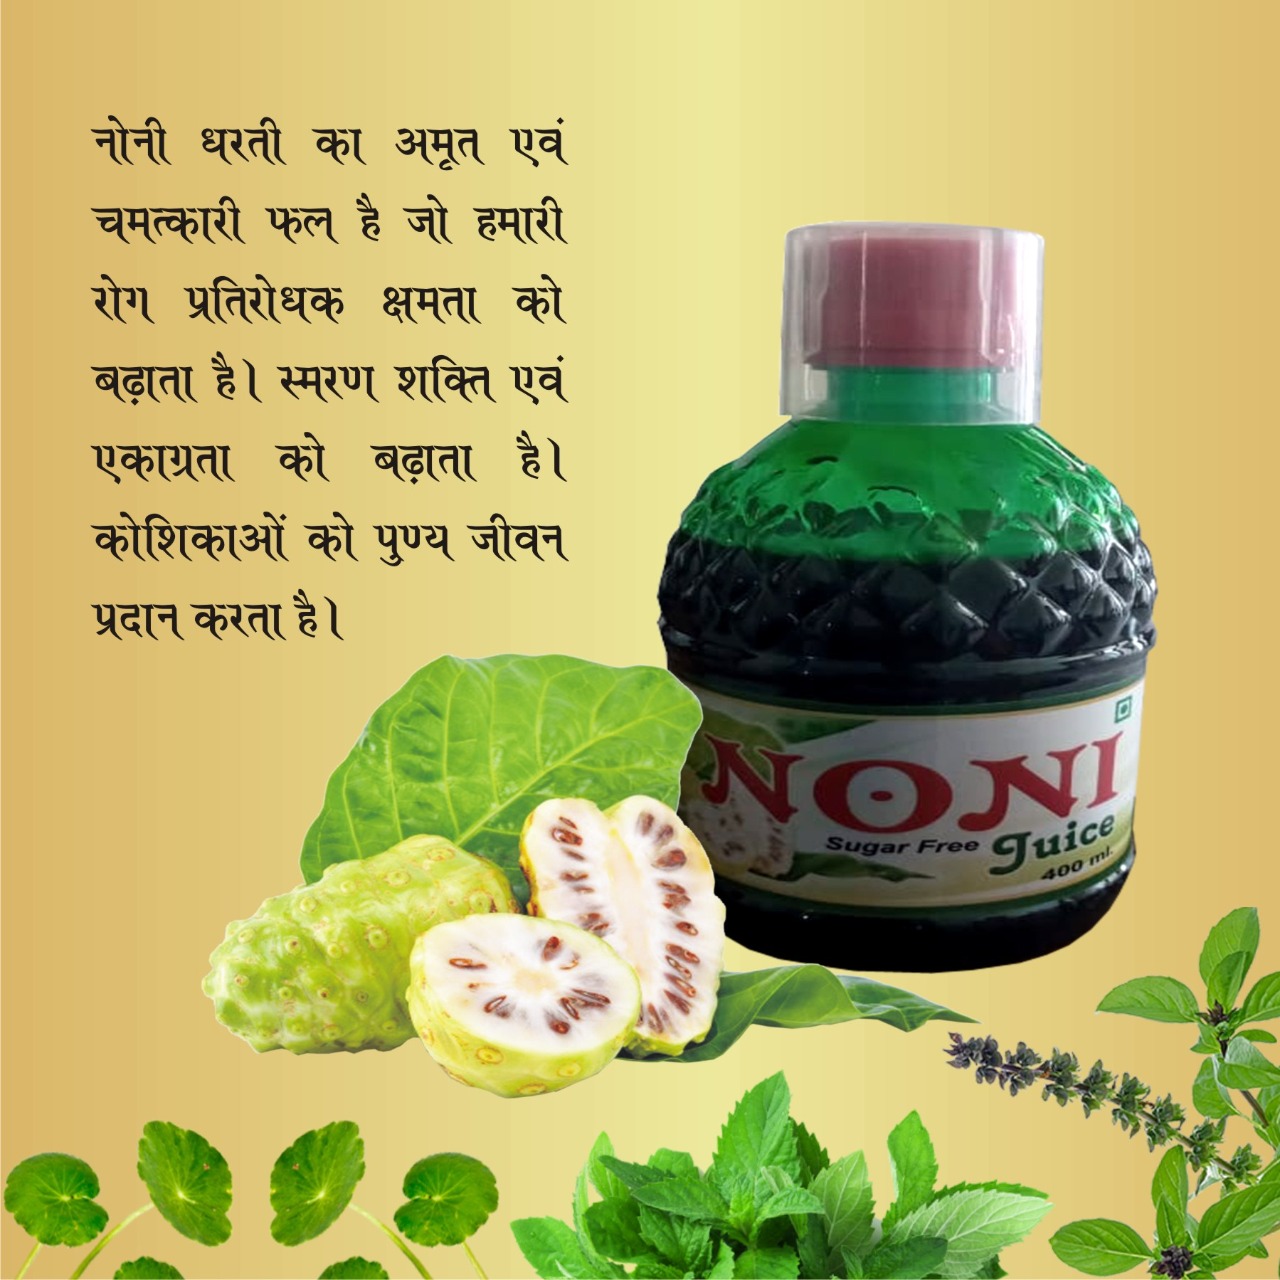 नोनी धरती का अमृत एवं
चमत्कारी फल है जो हमारी
रोग प्रतिरोधक क्षमता को
बढ़ाता है। स्मरण शक्ति एवं
एकाग्रता को बढ़ाता है।
कोशिकाओं को पुण्य जीवन
प्रदान करता है।
NONI
Sugar Free Juice
400 ml.